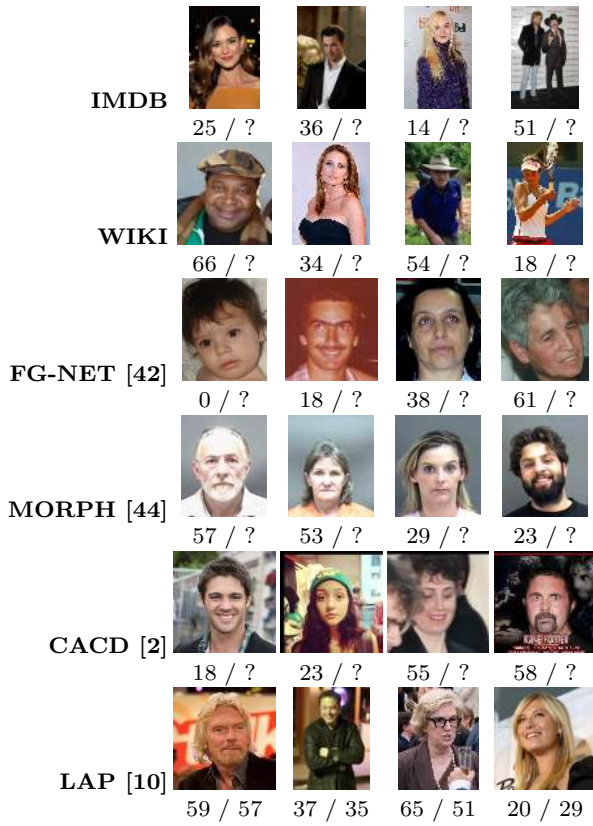 IMDB
25 / ? 36 / ? 14 / ? 51 / ?
WIKI
66 / ? 34 / ? 54 / ? 18 / ?
FG-NET [42]
0 / ? 18 / ? 38 / ? 61 / ?
MORPH [44]
57 / ? 53 / ? 29 / ? 23 / ?
CACD [2]
18 / ? 23 / ? 55 / ? 58 / ?
LAP [10]
59 / 57 37 / 35 65 / 51 20 / 29